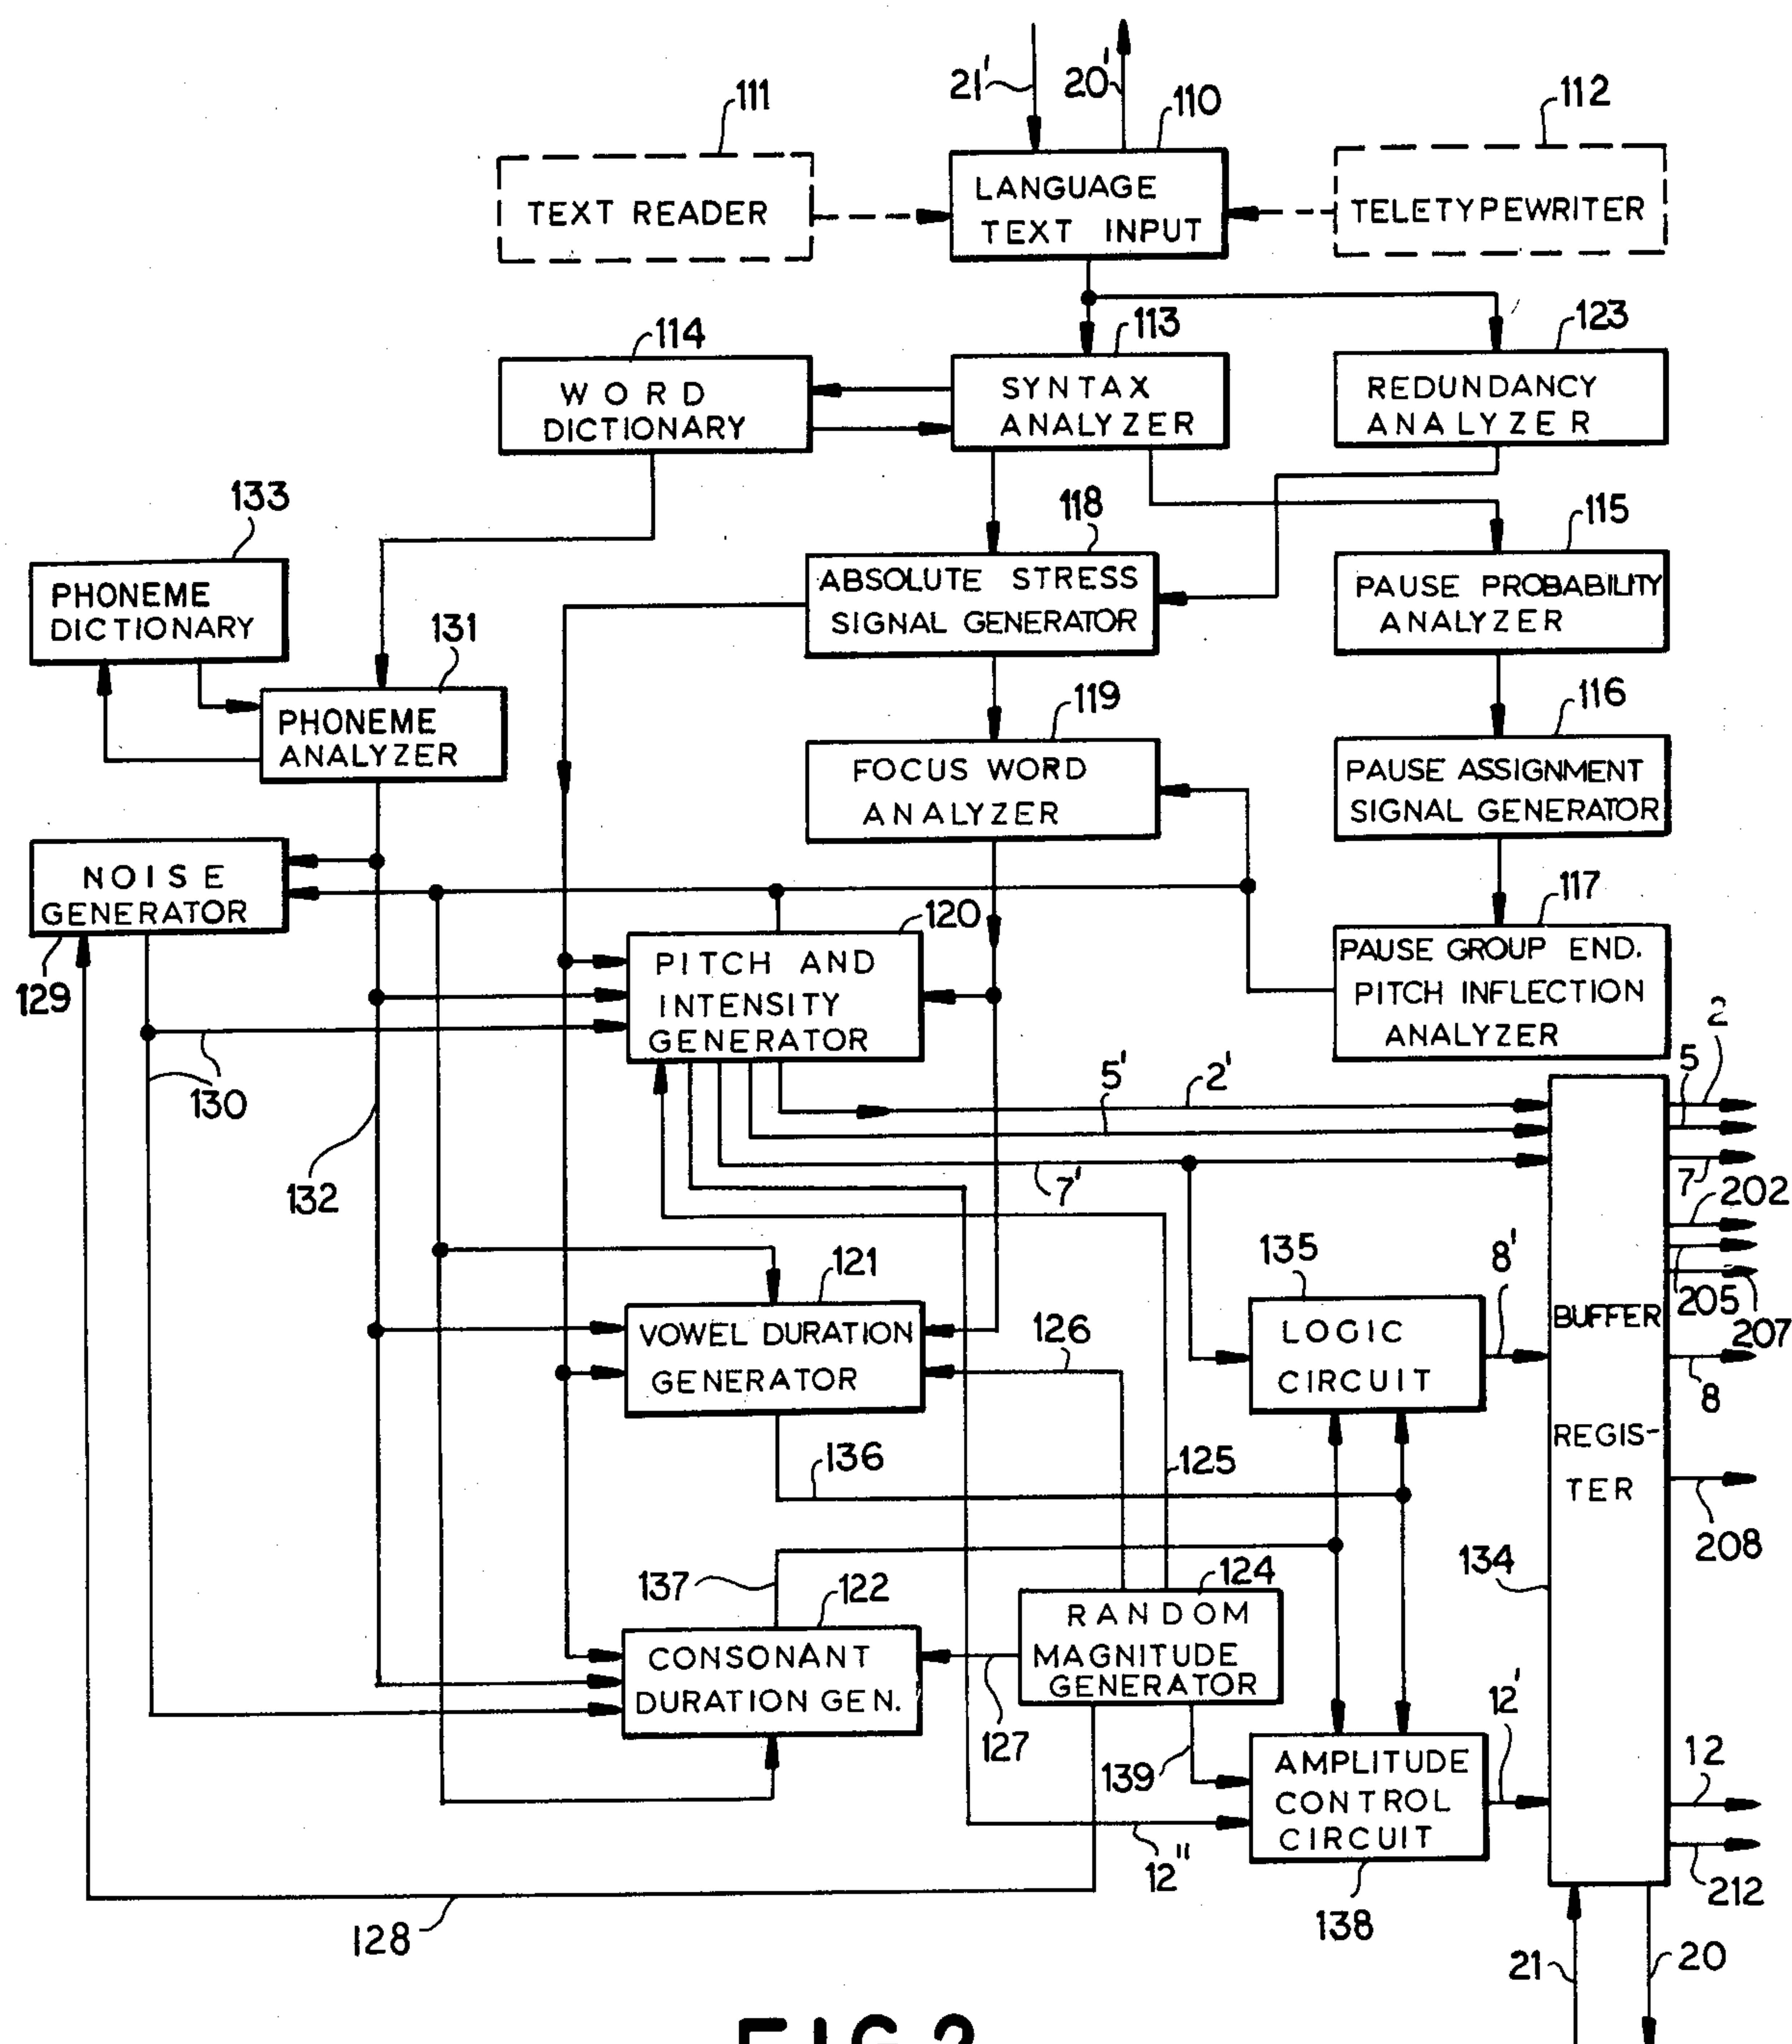 21'
20'
110
111
112
LANGUAGE
TEXT INPUT
TEXT READER
TELETYPEWRITER
114
113
123
WORD
DICTIONARY
SYNTAX
ANALYZER
REDUNDANCY
ANALYZER
133
118
115
PHONEME
DICTIONARY
ABSOLUTE STRESS
SIGNAL GENERATOR
PAUSE PROBABILITY
ANALYZER
131
119
116
PHONEME
ANALYZER
FOCUS WORD
ANALYZER
PAUSE ASSIGNMENT
SIGNAL GENERATOR
NOISE
GENERATOR
129
120
117
PITCH AND
INTENSITY
GENERATOR
PAUSE GROUP END.
PITCH INFLECTION
ANALYZER
130
132
5'
2'
7'
2
5
7
202
205
207
121
126
135
8'
VOWEL DURATION
GENERATOR
LOGIC
CIRCUIT
BUFFER
REGIS-
TER
8
136
125
208
134
137
122
124
CONSONANT
DURATION GEN.
RANDOM
MAGNITUDE
GENERATOR
127
139
12'
12
AMPLITUDE
CONTROL
CIRCUIT
12"
212
128
138
21
20